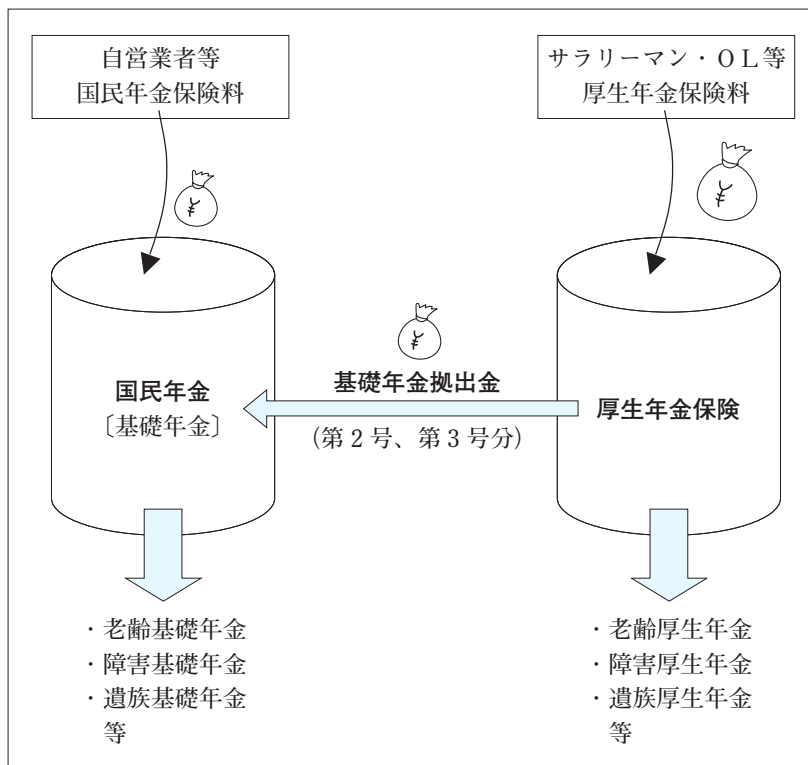 自営業者等
国民年金保険料
サラリーマン・OL等
厚生年金保険料
¥
¥
¥
基礎年金拠出金
(第2号、第3号分)
国民年金
〔基礎年金〕
厚生年金保険
・老齢基礎年金
・障害基礎年金
・遺族基礎年金
等
・老齢厚生年金
・障害厚生年金
・遺族厚生年金
等